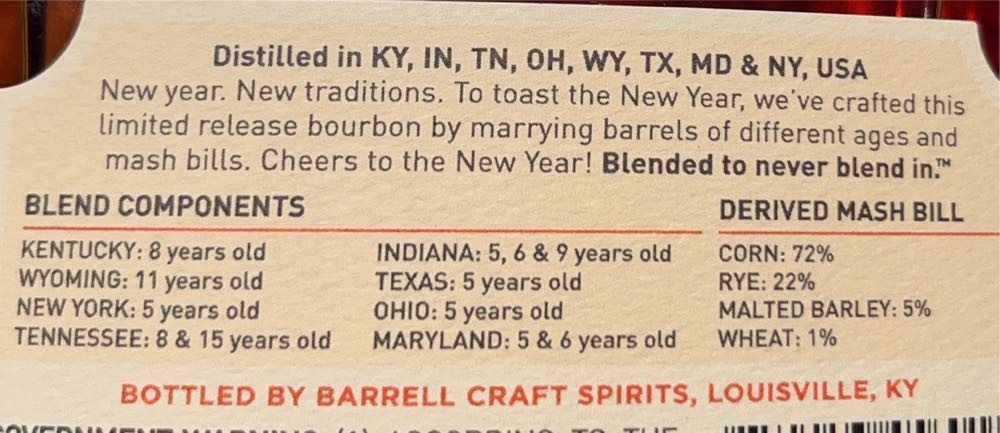 Distilled in KY, IN, TN, OH, WY, TX, MD & NY, USA
New year. New traditions. To toast the New Year, we've crafted this
limited release bourbon by marrying barrels of different ages and
mash bills. Cheers to the New Year! Blended to never blend in.™
BLEND COMPONENTS
KENTUCKY: 8 years old
WYOMING: 11 years old
NEW YORK: 5 years old
TENNESSEE: 8 & 15 years old
INDIANA: 5, 6 & 9 years old
TEXAS: 5 years old
OHIO: 5 years old
MARYLAND: 5 & 6 years old
DERIVED MASH BILL
CORN: 72%
RYE: 22%
MALTED BARLEY: 5%
WHEAT: 1%
BOTTLED BY BARRELL CRAFT SPIRITS, LOUISVILLE, KY